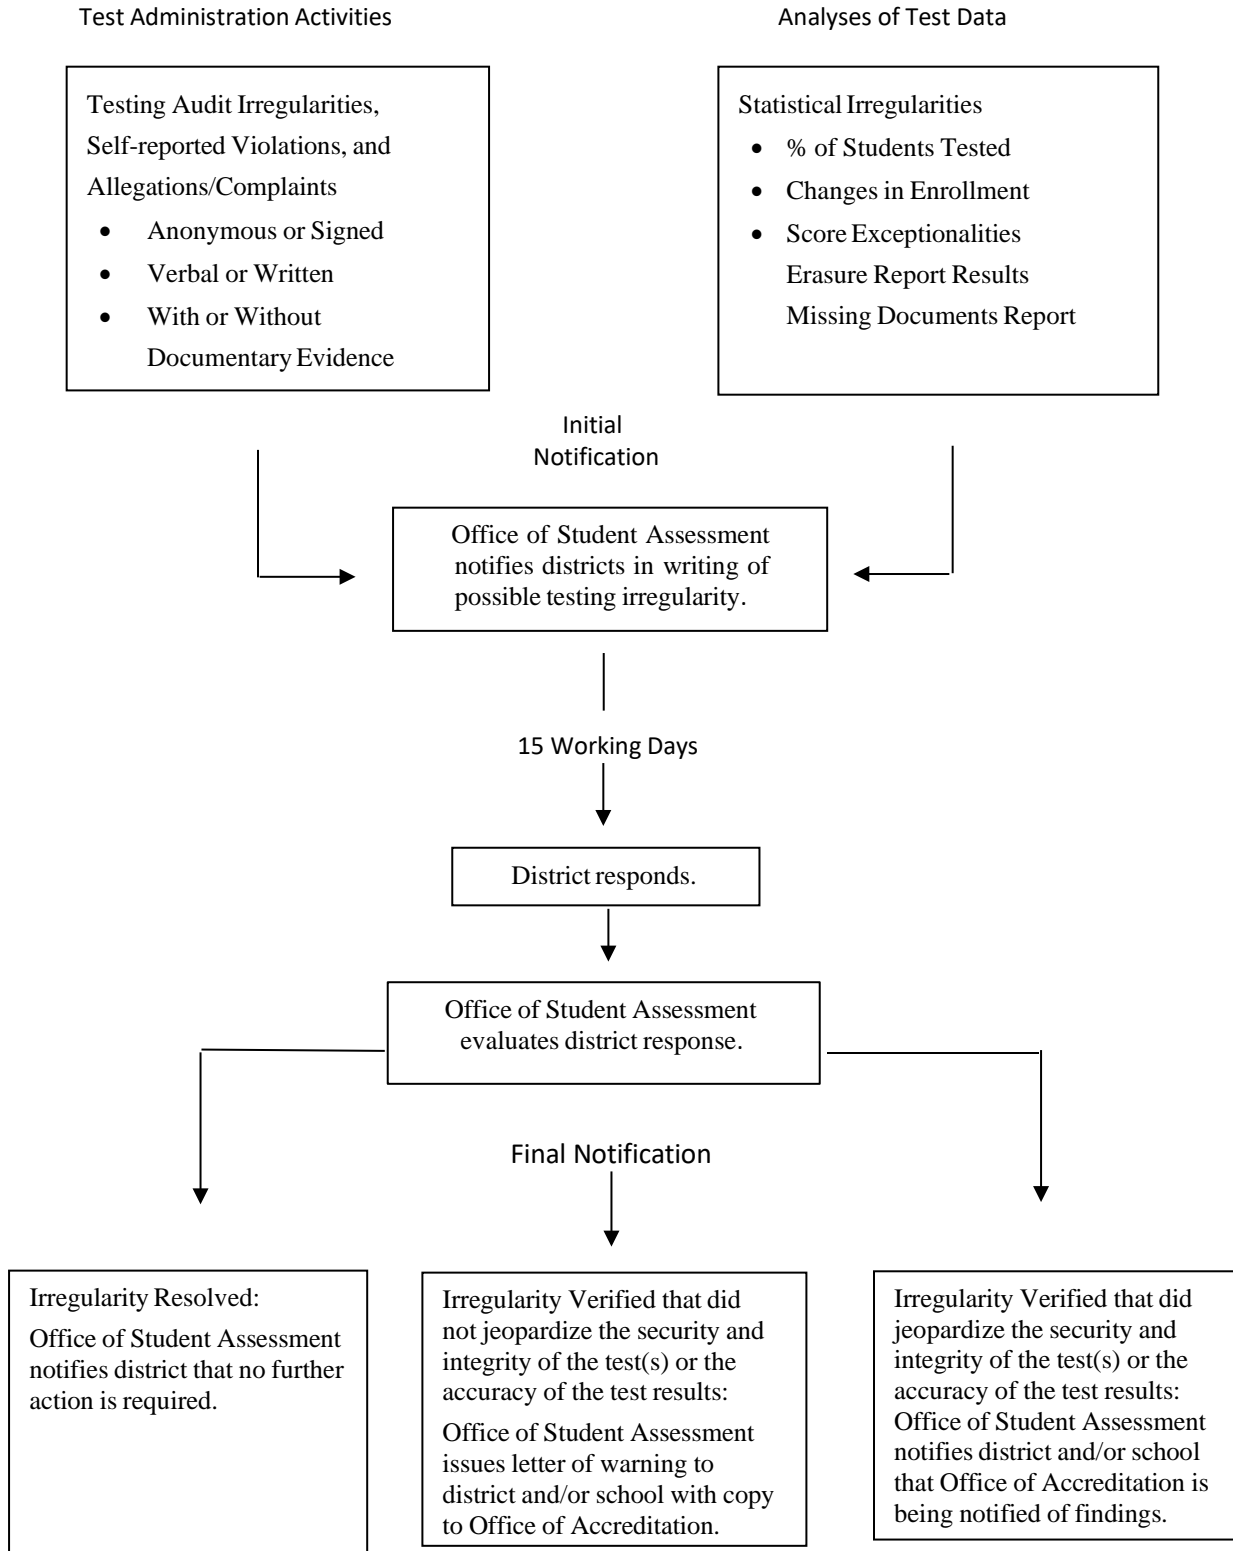 Test Administration Activities
Analyses of Test Data
Testing Audit Irregularities,
Self-reported Violations, and
Allegations/Complaints
• Anonymous or Signed
• Verbal or Written
• With or Without
Documentary Evidence
Statistical Irregularities
• % of Students Tested
• Changes in Enrollment
• Score Exceptionalities
Erasure Report Results
Missing Documents Report
Initial
Notification
Office of Student Assessment
notifies districts in writing of
possible testing irregularity.
15 Working Days
District responds.
Office of Student Assessment
evaluates district response.
Final Notification
Irregularity Resolved:
Office of Student Assessment
notifies district that no further
action is required.
Irregularity Verified that did
not jeopardize the security and
integrity of the test(s) or the
accuracy of the test results:
Office of Student Assessment
issues letter of warning to
district and/or school with copy
to Office of Accreditation.
Irregularity Verified that did
jeopardize the security and
integrity of the test(s) or the
accuracy of the test results:
Office of Student Assessment
notifies district and/or school
that Office of Accreditation is
being notified of findings.